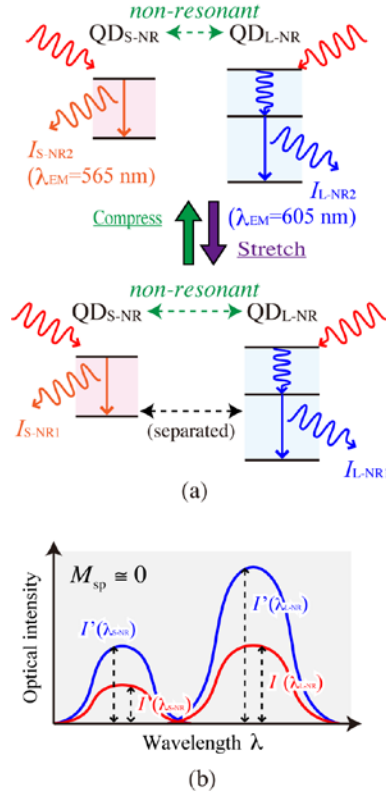 non-resonant
QDS-NR
QDL-NR
IS-NR2
(λEM=565 nm)
IL-NR2
(λEM=605 nm)
Compress
Stretch
non-resonant
QDS-NR
QDL-NR
IS-NR1
(separated)
IL-NR1
(a)
Msp ≅ 0
I'(λL-NR)
I'(λS-NR)
I (λL-NR)
I'(λS-NR)
Optical intensity
Wavelength λ
(b)